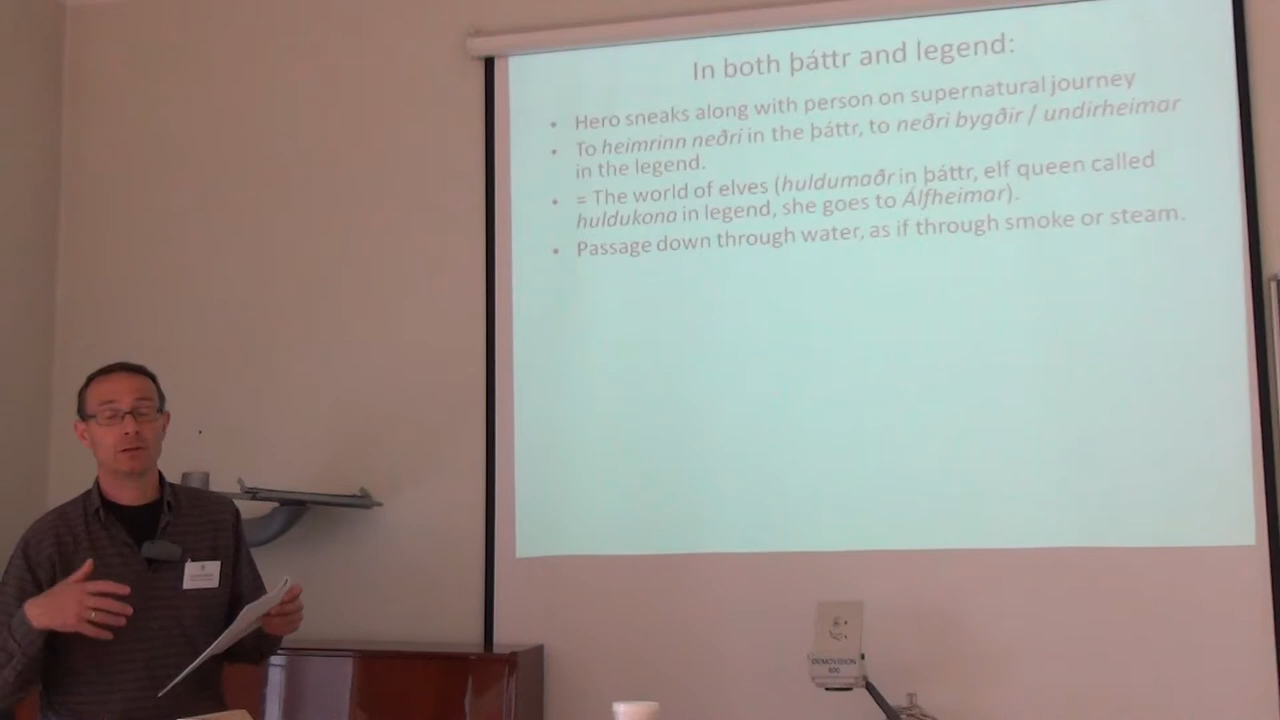 In both þáttr and legend:
• Hero sneaks along with person on supernatural journey
• To heimrinn neðri in the þáttr, to neðri bygðir / undirheimar
in the legend.
• = The world of elves (huldumaðr in þáttr, elf queen called
huldukona in legend, she goes to Álfheimar).
• Passage down through water, as if through smoke or steam.
DEMOVISION
600